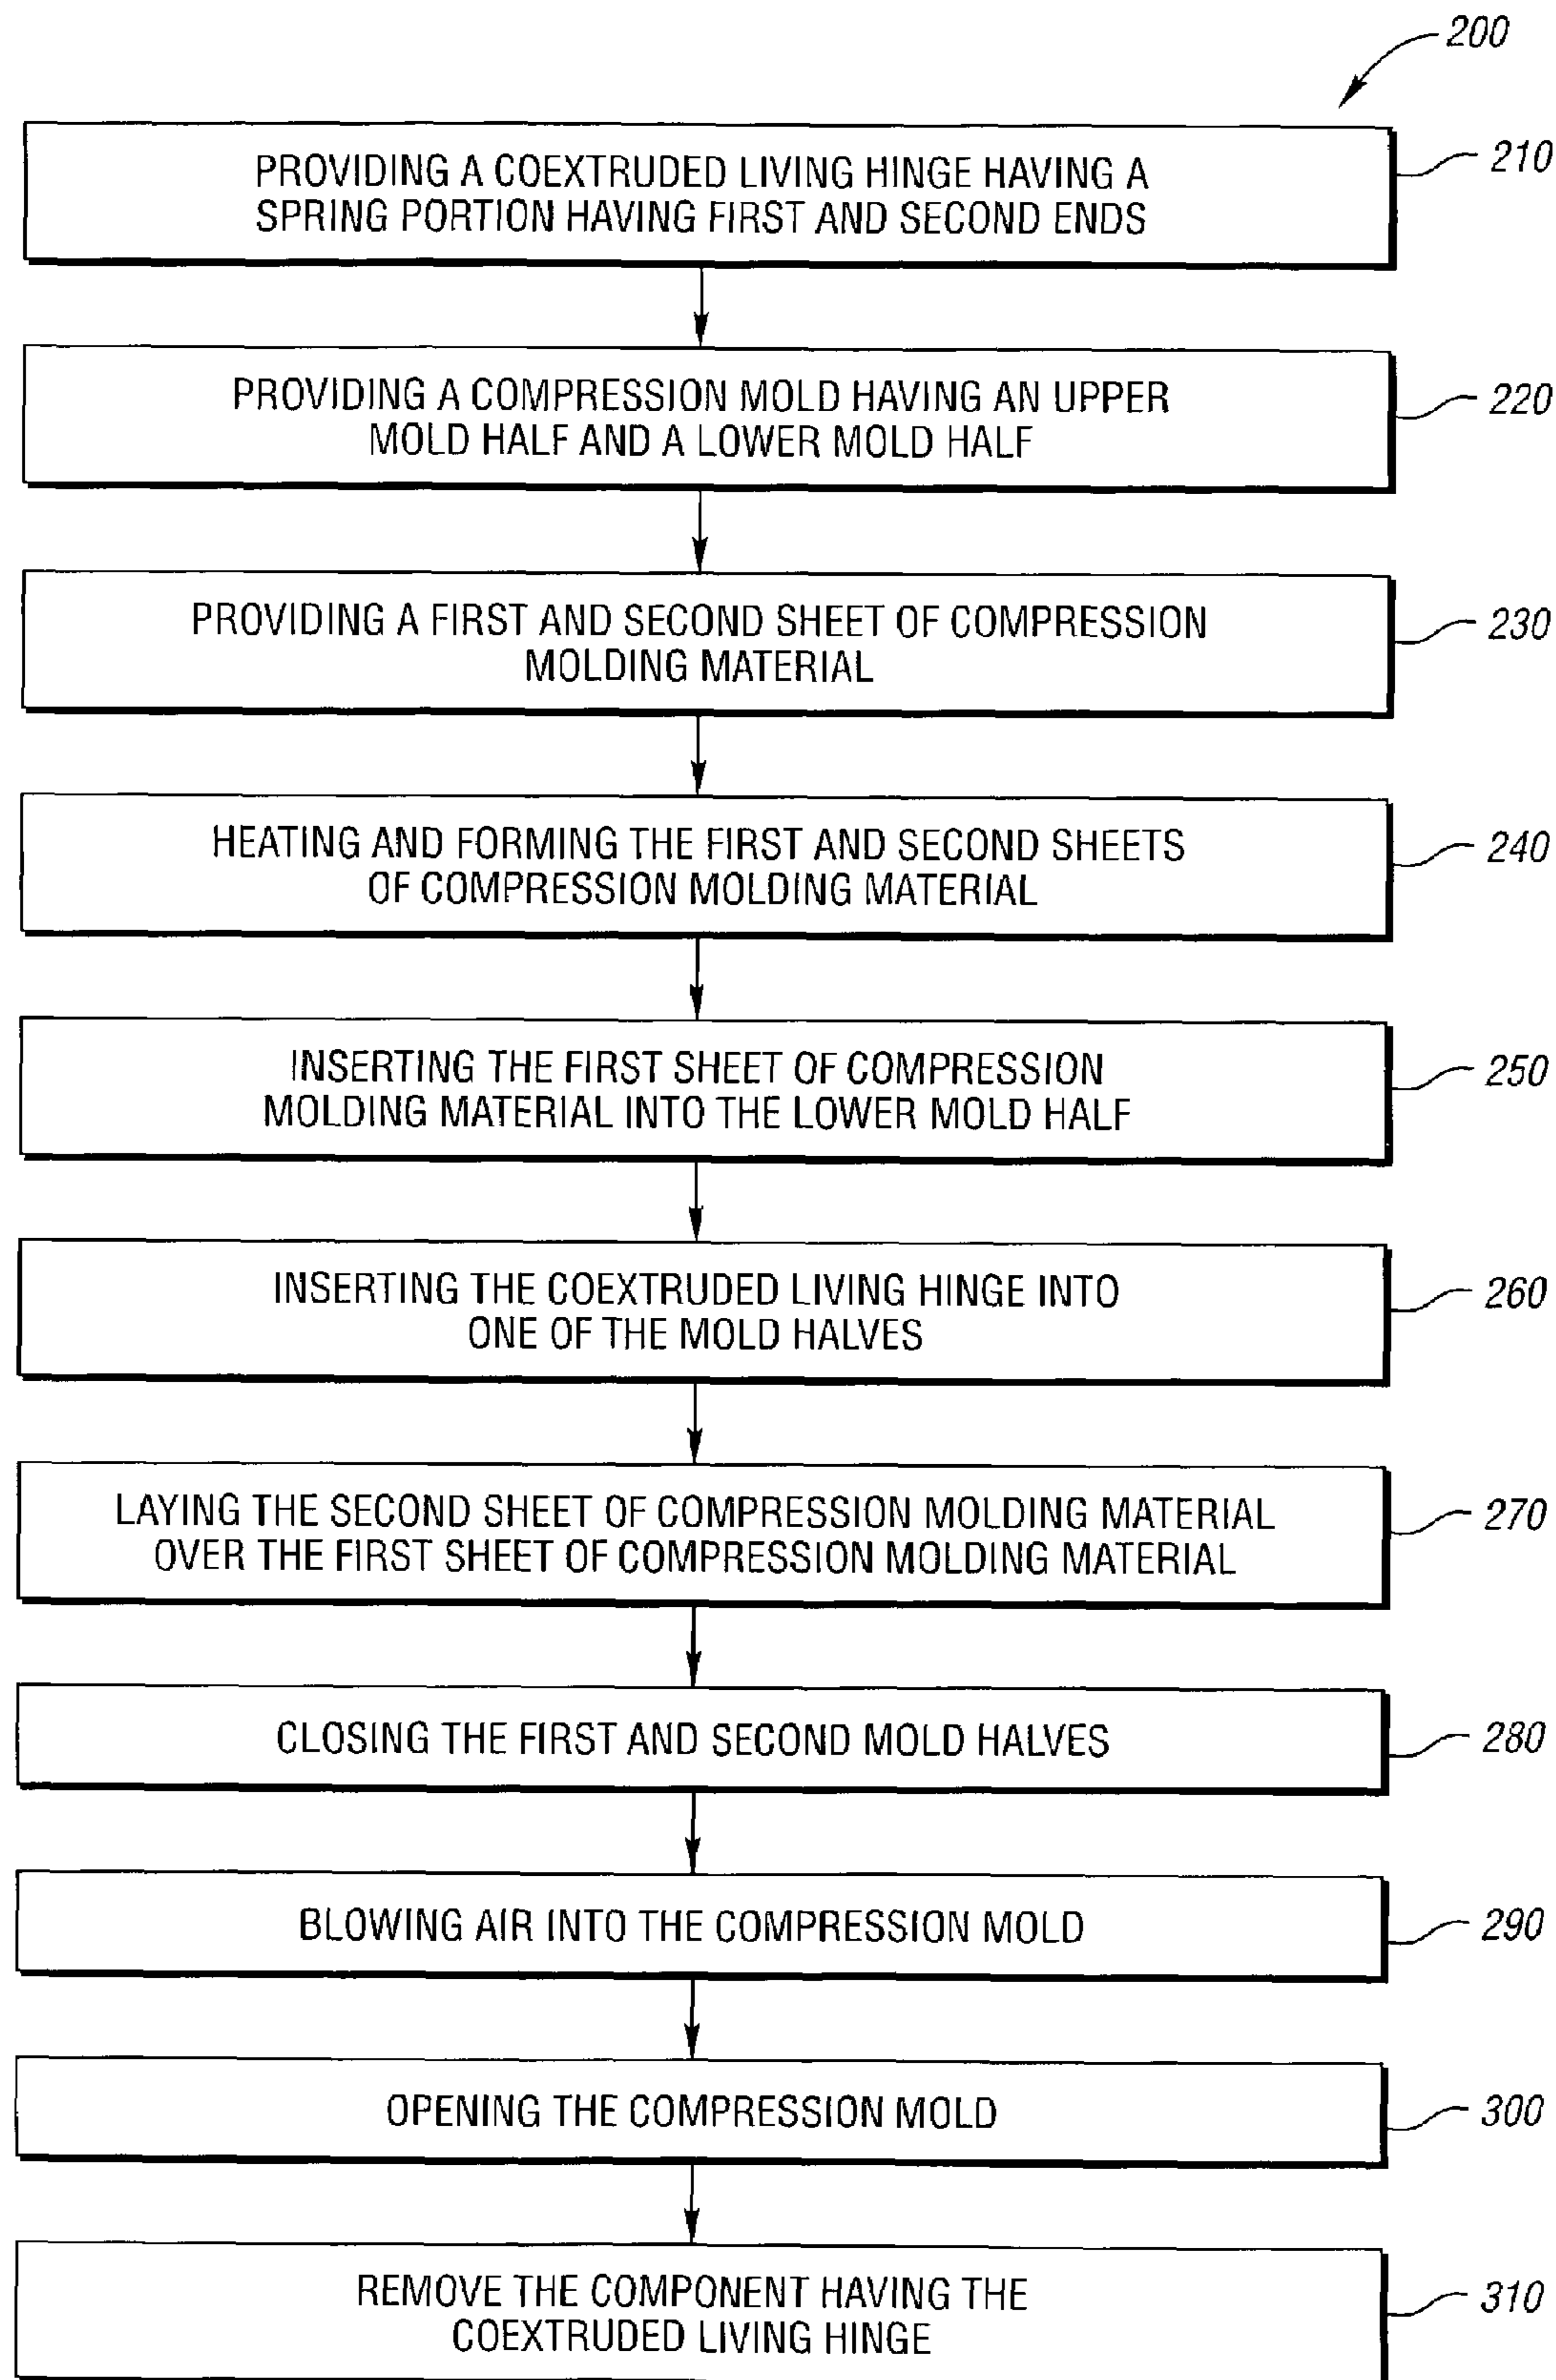 200
PROVIDING A COEXTRUDED LIVING HINGE HAVING A
SPRING PORTION HAVING FIRST AND SECOND ENDS
210
PROVIDING A COMPRESSION MOLD HAVING AN UPPER
MOLD HALF AND A LOWER MOLD HALF
220
PROVIDING A FIRST AND SECOND SHEET OF COMPRESSION
MOLDING MATERIAL
230
HEATING AND FORMING THE FIRST AND SECOND SHEETS
OF COMPRESSION MOLDING MATERIAL
240
INSERTING THE FIRST SHEET OF COMPRESSION
MOLDING MATERIAL INTO THE LOWER MOLD HALF
250
INSERTING THE COEXTRUDED LIVING HINGE INTO
ONE OF THE MOLD HALVES
260
LAYING THE SECOND SHEET OF COMPRESSION MOLDING MATERIAL
OVER THE FIRST SHEET OF COMPRESSION MOLDING MATERIAL
270
CLOSING THE FIRST AND SECOND MOLD HALVES
280
BLOWING AIR INTO THE COMPRESSION MOLD
290
OPENING THE COMPRESSION MOLD
300
REMOVE THE COMPONENT HAVING THE
COEXTRUDED LIVING HINGE
310